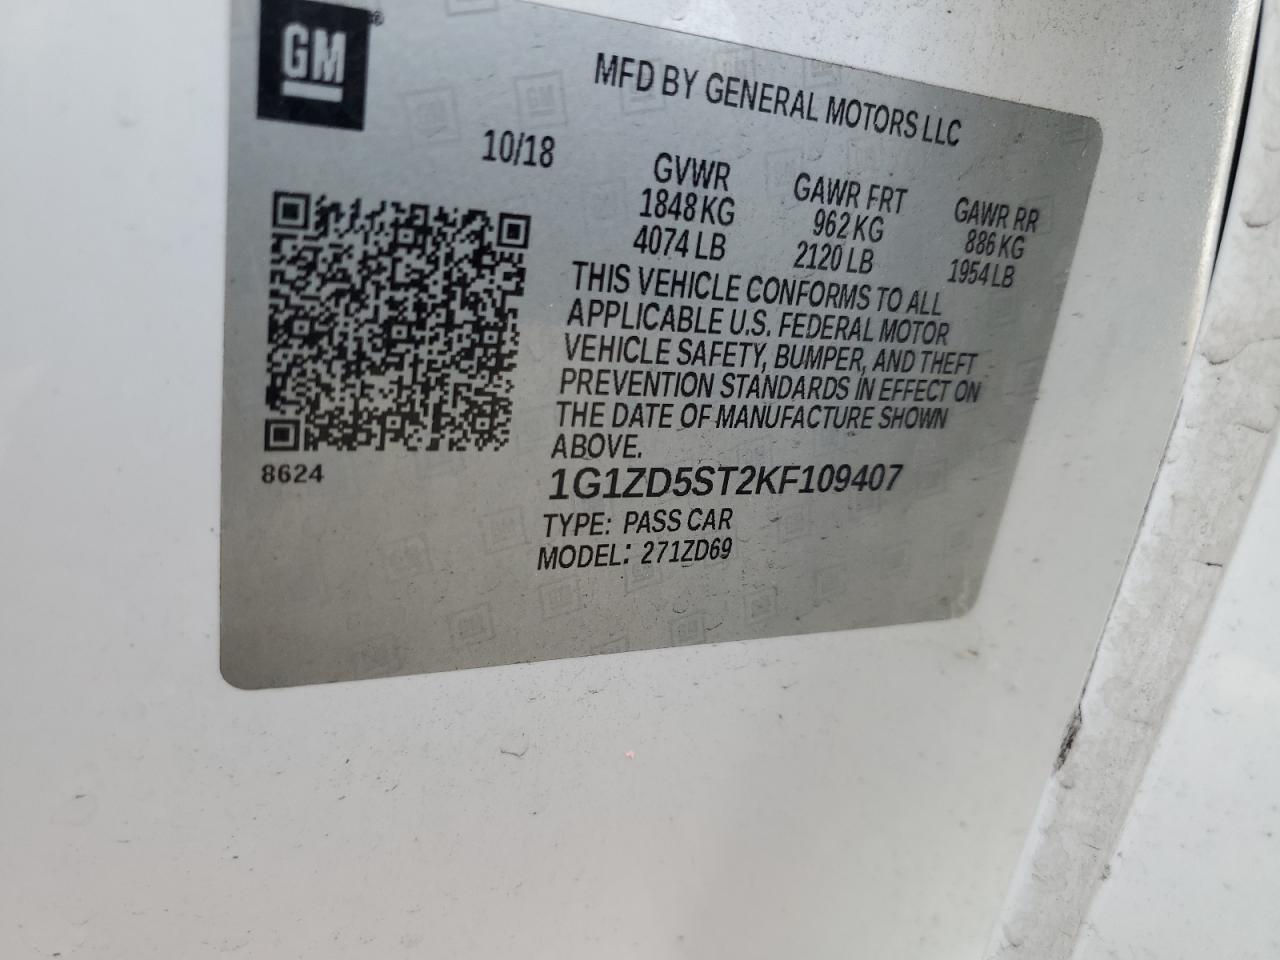 GM®
MFD BY GENERAL MOTORS LLC
10/18
GVWR GAWR FRT GAWR RR
1848 KG 962 KG 886 KG
4074 LB 2120 LB 1954 LB
THIS VEHICLE CONFORMS TO ALL
APPLICABLE U.S. FEDERAL MOTOR
VEHICLE SAFETY, BUMPER, AND THEFT
PREVENTION STANDARDS IN EFFECT ON
THE DATE OF MANUFACTURE SHOWN
ABOVE.
8624
1G1ZD5ST2KF109407
TYPE: PASS CAR
MODEL: 271ZD69